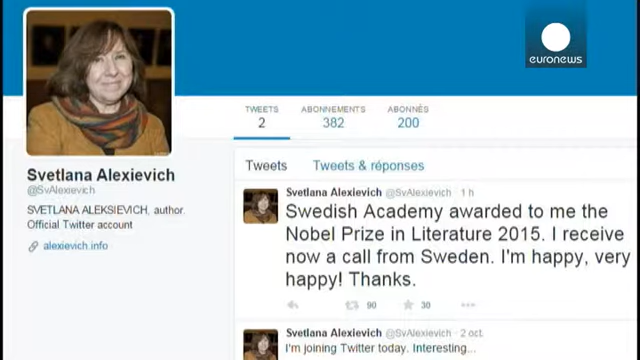 euronews
TWEETS
2
ABONNEMENTS
382
ABONNÉS
200
Svetlana Alexievich
@SvAlexievich
SVETLANA ALEKSIEVICH, author.
Official Twitter account
alexievich.info
Tweets
Tweets & réponses
Svetlana Alexievich @SvAlexievich · 1 h
Swedish Academy awarded to me the
Nobel Prize in Literature 2015. I receive
now a call from Sweden. I'm happy, very
happy! Thanks.
90
30
Svetlana Alexievich @SvAlexievich · 2 oct.
I'm joining Twitter today. Interesting...